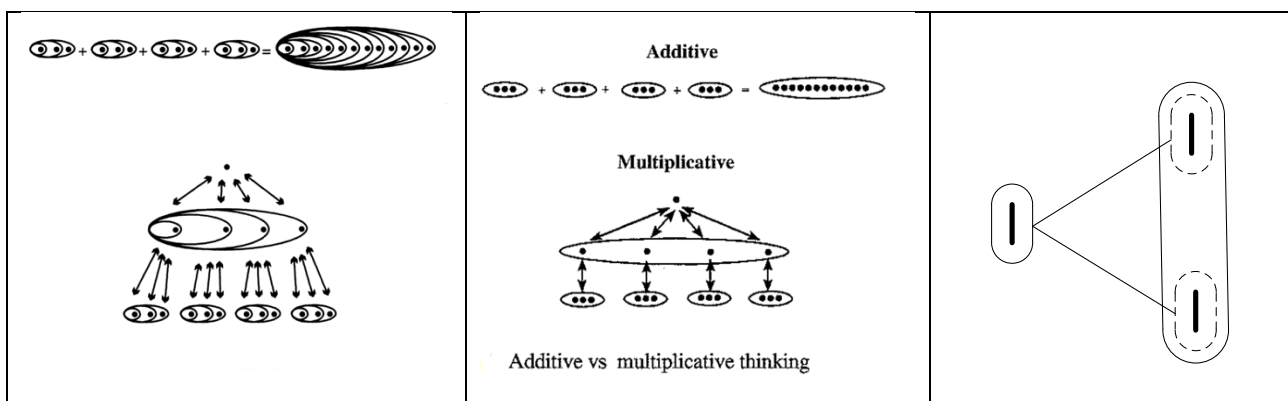 + + + =
Additive
+ + + =
Multiplicative
Additive vs multiplicative thinking